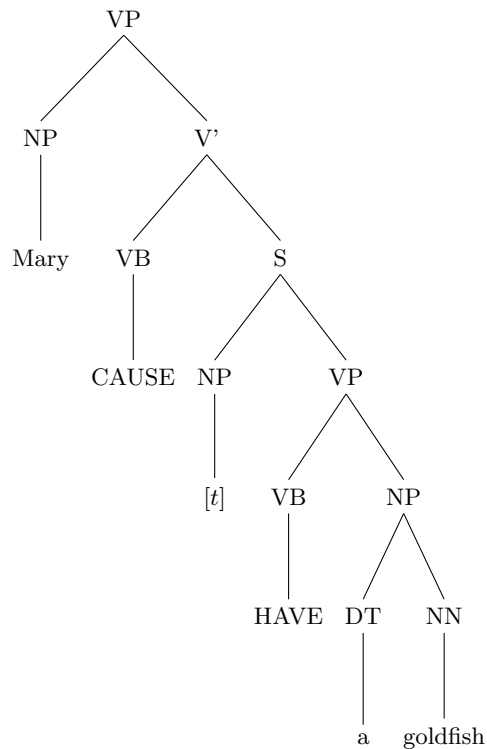 VP
NP V'
Mary VB S
CAUSE NP VP
[t] VB NP
HAVE DT NN
a goldfish